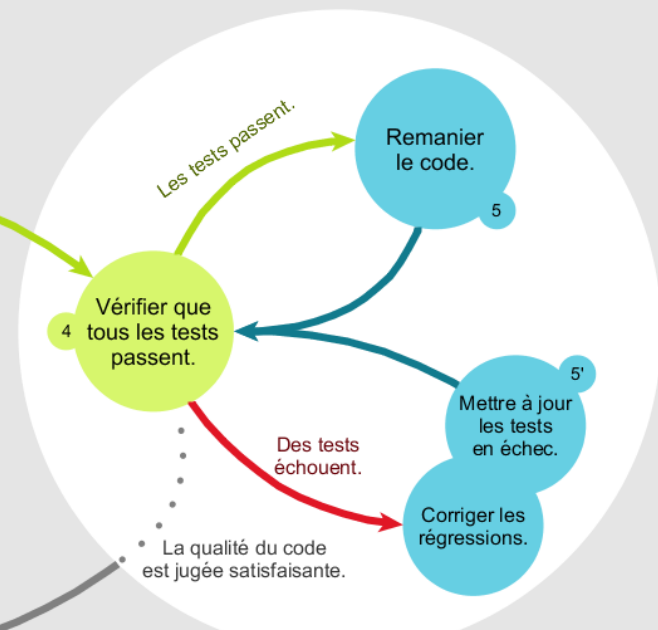 Les tests passent.
Remanier
le code.
5
Vérifier que
tous les tests
passent.
4
5'
Mettre à jour
les tests
en échec.
Des tests
échouent.
Corriger les
régressions.
La qualité du code
est jugée satisfaisante.